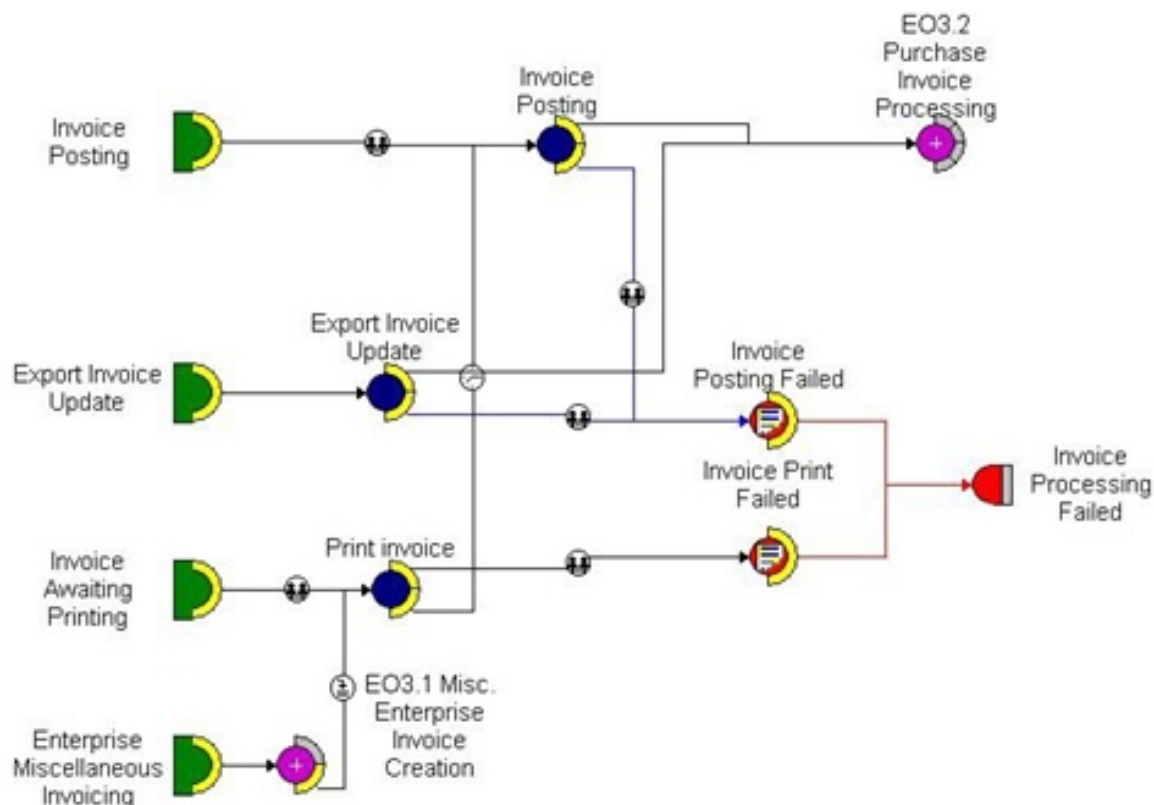 EO3.2
Purchase
Invoice
Processing
Invoice
Posting
Invoice
Posting
Export Invoice
Update
Export Invoice
Update
Invoice
Posting Failed
Invoice Print
Failed
Invoice
Processing
Failed
Invoice
Awaiting
Printing
Print invoice
EO3.1 Misc.
Enterprise
Invoice
Creation
Enterprise
Miscellaneous
Invoicing